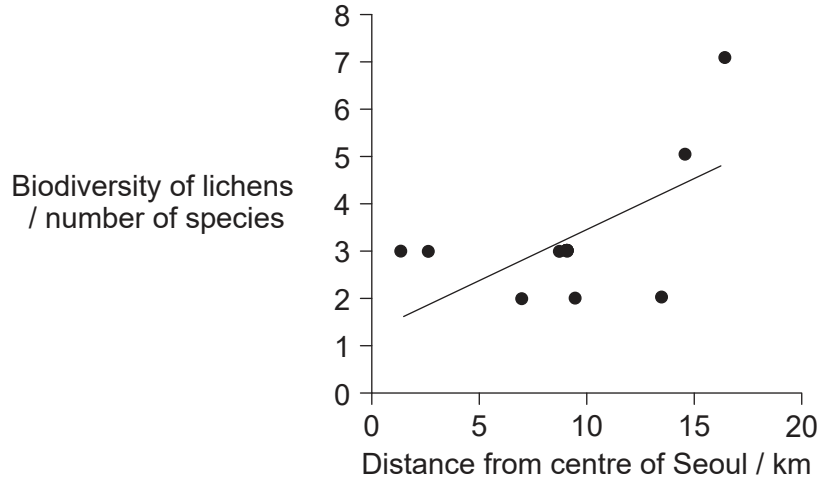 8
7
6
5
4
3
2
1
0
Biodiversity of lichens
/ number of species
0 5 10 15 20
Distance from centre of Seoul / km